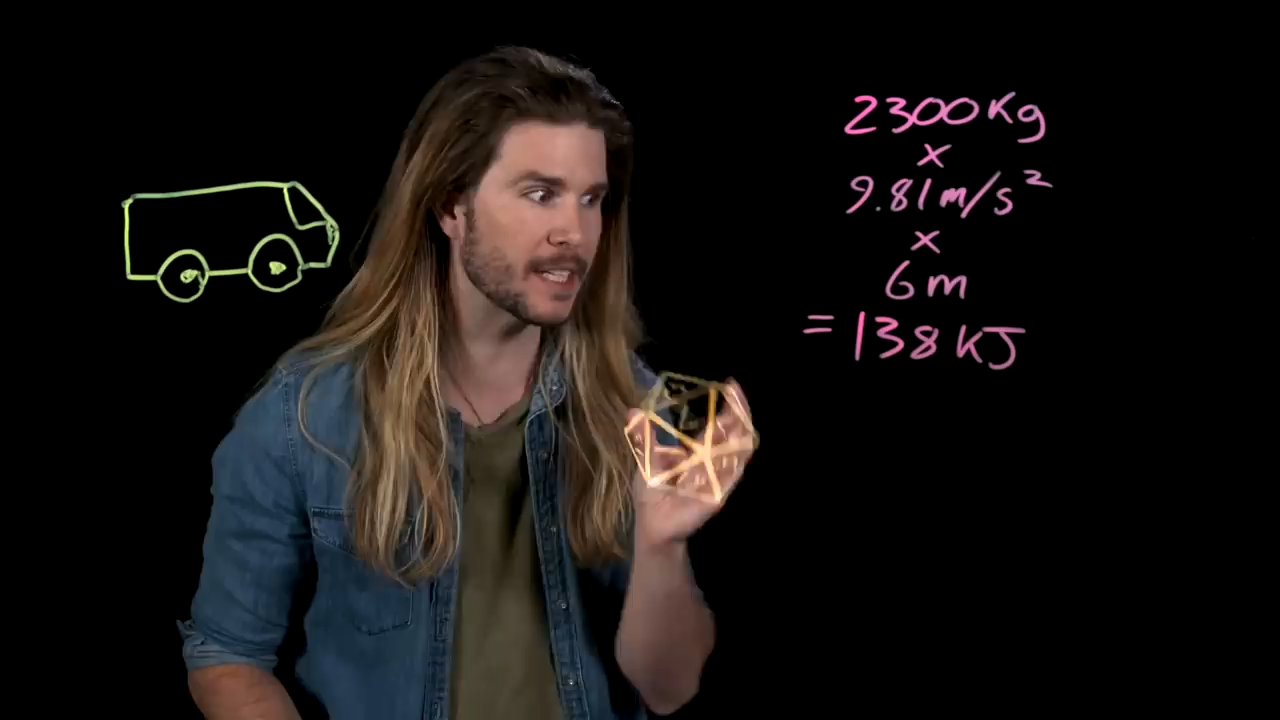 2300Kg
x
9.81m/s²
x
6m
=138KJ